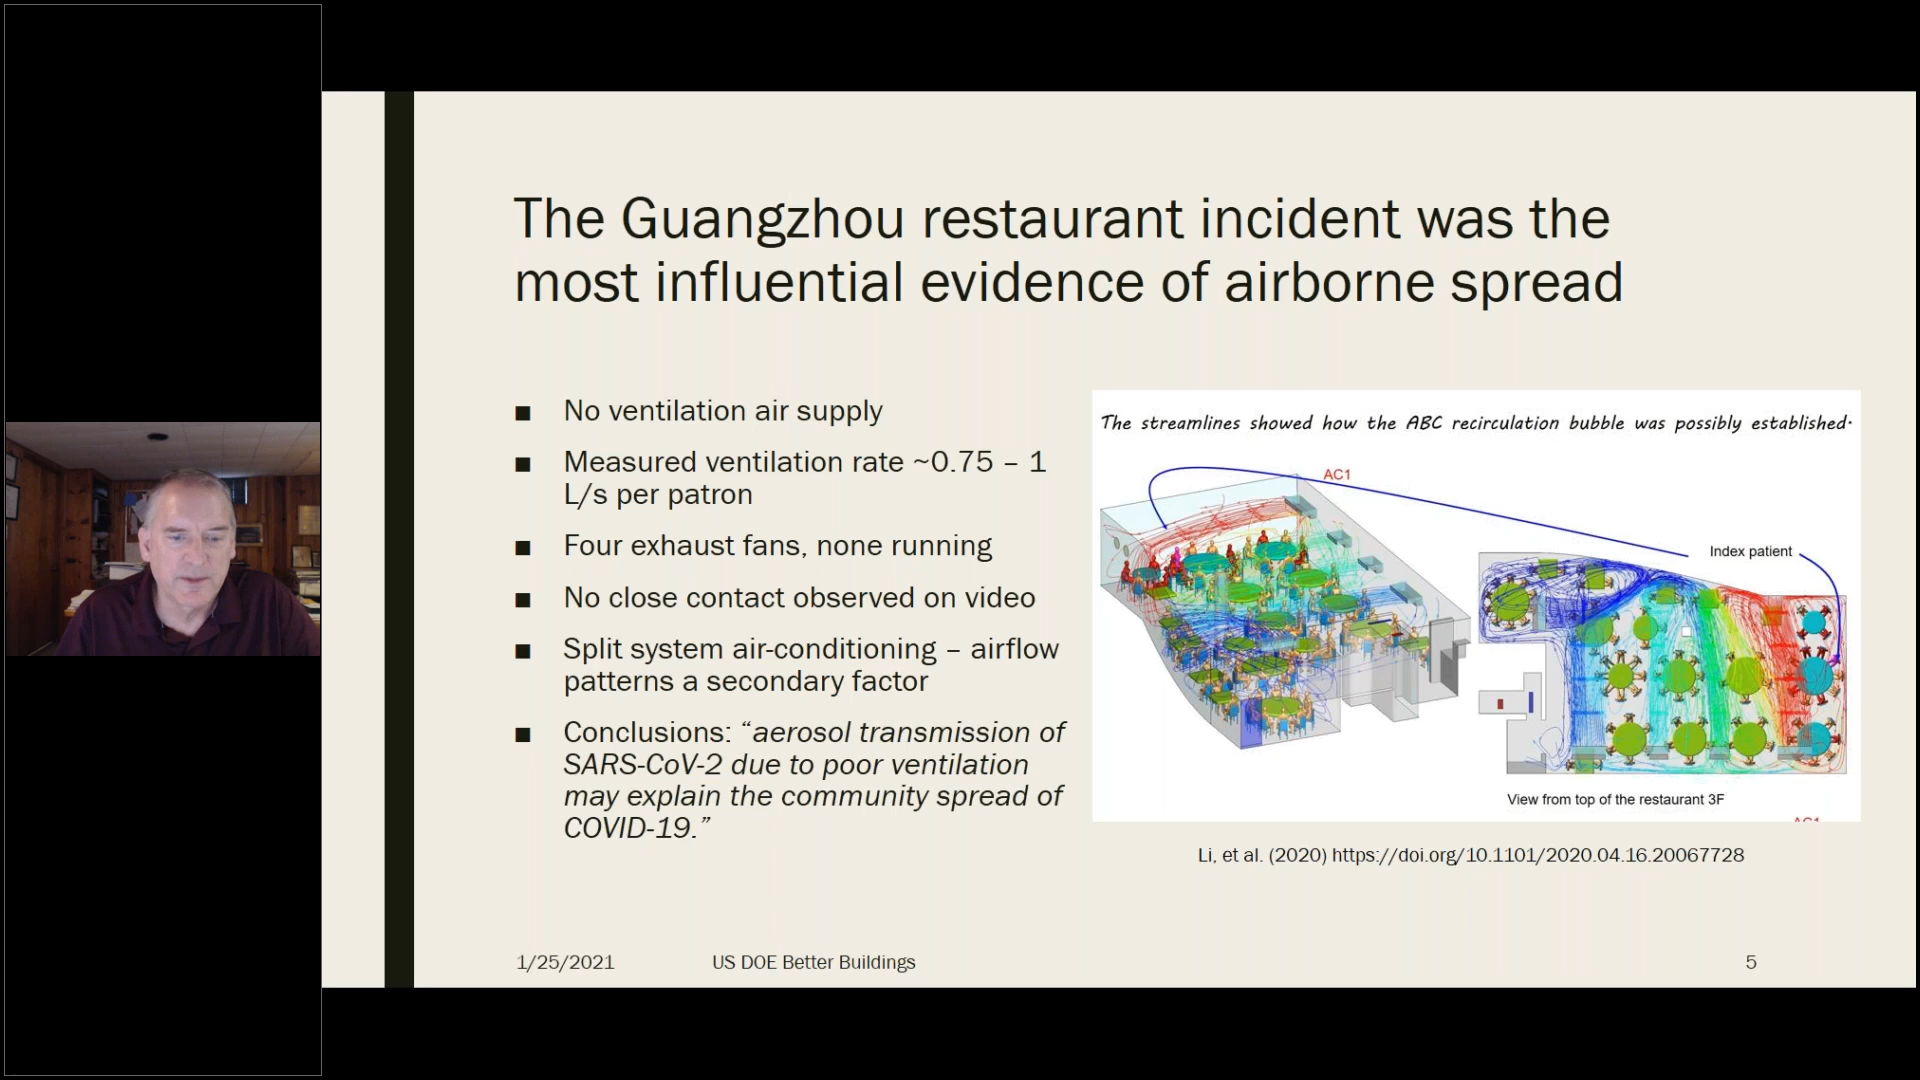 The Guangzhou restaurant incident was the
most influential evidence of airborne spread
■ No ventilation air supply
■ Measured ventilation rate ~0.75 – 1
L/s per patron
■ Four exhaust fans, none running
■ No close contact observed on video
■ Split system air-conditioning – airflow
patterns a secondary factor
■ Conclusions: “aerosol transmission of
SARS-CoV-2 due to poor ventilation
may explain the community spread of
COVID-19.”
The streamlines showed how the ABC recirculation bubble was possibly established.
AC1
Index patient
View from top of the restaurant 3F
AC1
Li, et al. (2020) https://doi.org/10.1101/2020.04.16.20067728
1/25/2021
US DOE Better Buildings
5